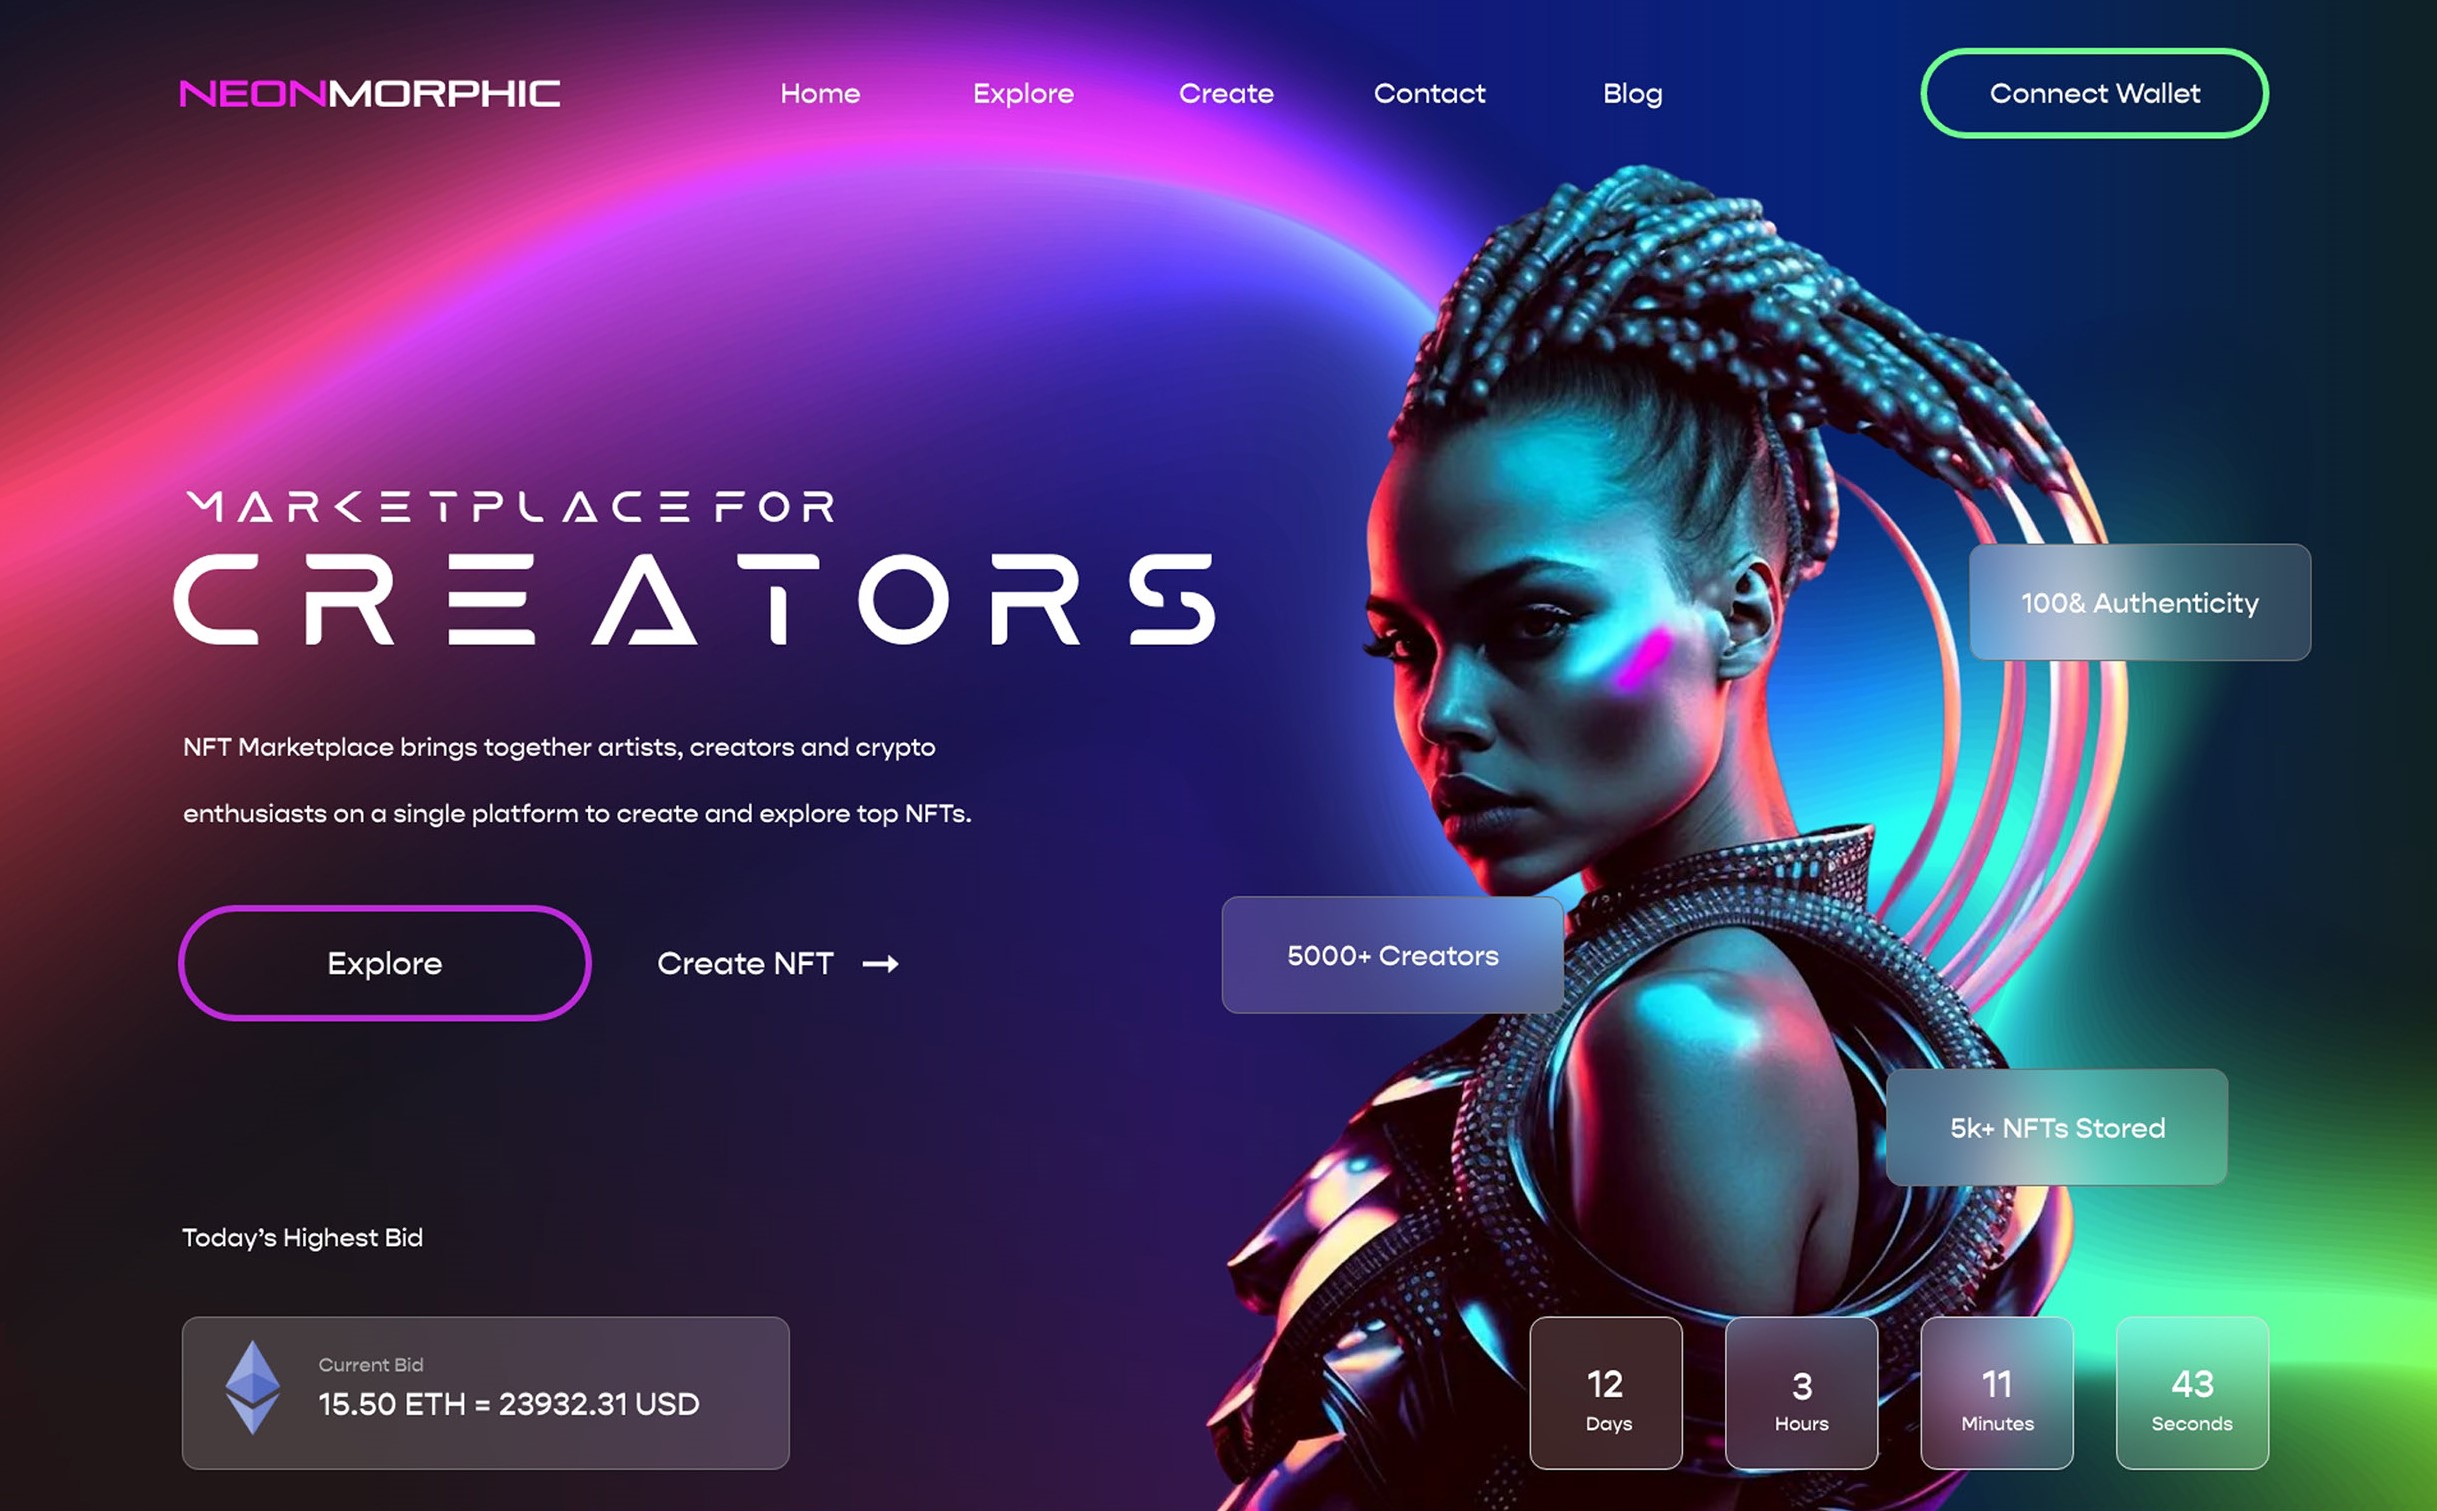 NEONMORPHIC
Home
Explore
Create
Contact
Blog
Connect Wallet
MARKETPLACE FOR
CREATORS
100& Authenticity
NFT Marketplace brings together artists, creators and crypto
enthusiasts on a single platform to create and explore top NFTs.
Explore
Create NFT
5000+ Creators
5k+ NFTs Stored
Today’s Highest Bid
Current Bid
15.50 ETH = 23932.31 USD
12
Days
3
Hours
11
Minutes
43
Seconds